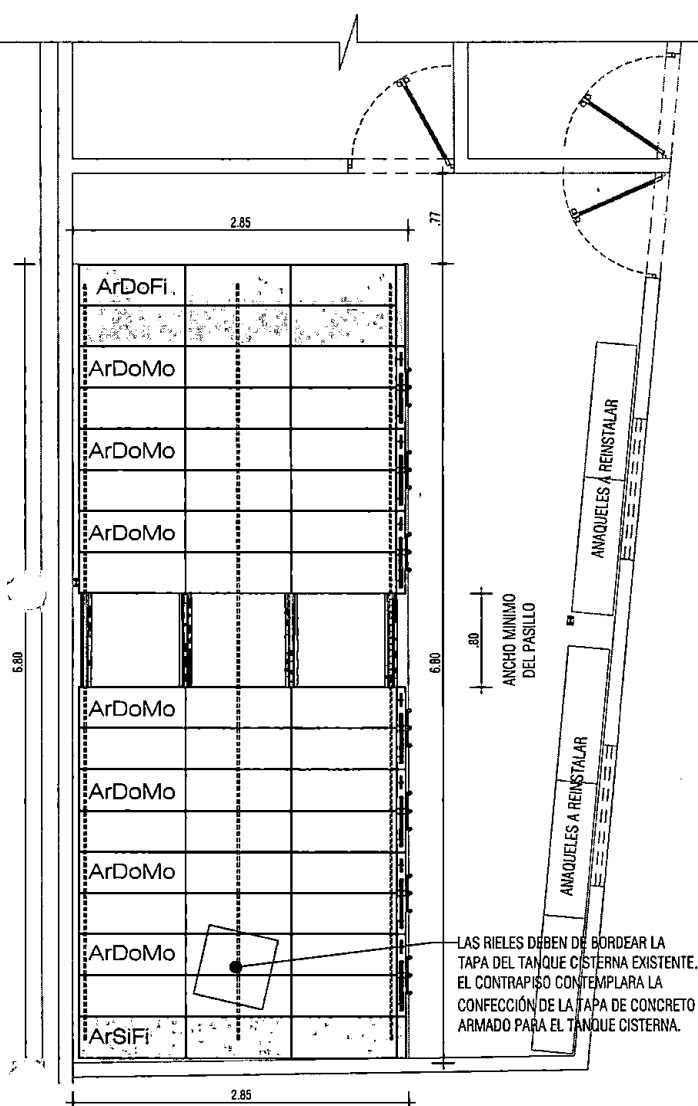 2.85
.77
ArDoFi
ArDoMo
ArDoMo
ArDoMo
ANAQUELES A REINSTALAR
6.80
6.80
.80
ANCHO MINIMO
DEL PASILLO
ArDoMo
ArDoMo
ArDoMo
ArDoMo
ANAQUELES A REINSTALAR
LAS RIELES DEBEN DE BORDEAR LA
TAPA DEL TANQUE CISTERNA EXISTENTE.
EL CONTRAPISO CONTEMPLARA LA
CONFECCIÓN DE LA TAPA DE CONCRETO
ARMADO PARA EL TANQUE CISTERNA.
ArSiFi
2.85